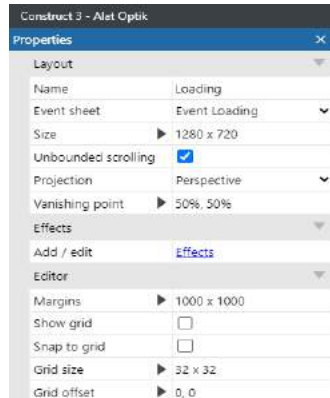 Construct 3 - Alat Optik
Properties
Layout
Name Loading
Event sheet Event Loading
Size 1280 x 720
Unbounded scrolling
Projection Perspective
Vanishing point 50%, 50%
Effects
Add / edit Effects
Editor
Margins 1000 x 1000
Show grid
Snap to grid
Grid size 32 x 32
Grid offset 0, 0